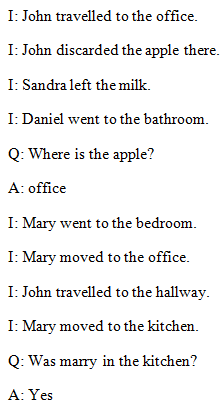 I: John travelled to the office.
I: John discarded the apple there.
I: Sandra left the milk.
I: Daniel went to the bathroom.
Q: Where is the apple?
A: office
I: Mary went to the bedroom.
I: Mary moved to the office.
I: John travelled to the hallway.
I: Mary moved to the kitchen.
Q: Was marry in the kitchen?
A: Yes